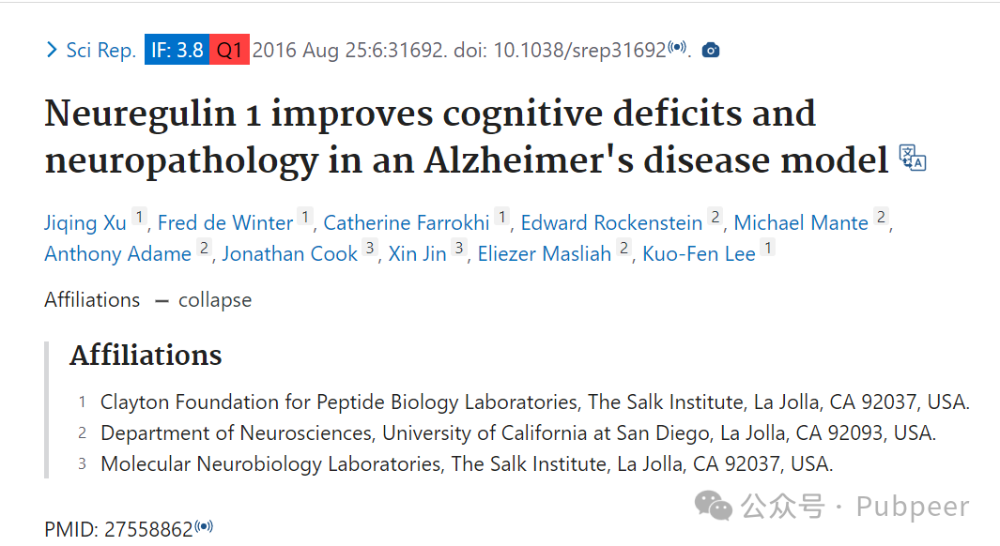 Sci Rep. IF: 3.8 Q1 2016 Aug 25:6:31692. doi: 10.1038/srep31692.
Neuregulin 1 improves cognitive deficits and
neuropathology in an Alzheimer's disease model
Jiqing Xu 1, Fred de Winter 1, Catherine Farrokhi 1, Edward Rockenstein 2, Michael Mante 2,
Anthony Adame 2, Jonathan Cook 3, Xin Jin 3, Eliezer Masliah 2, Kuo-Fen Lee 1
Affiliations — collapse
Affiliations
1 Clayton Foundation for Peptide Biology Laboratories, The Salk Institute, La Jolla, CA 92037, USA.
2 Department of Neurosciences, University of California at San Diego, La Jolla, CA 92093, USA.
3 Molecular Neurobiology Laboratories, The Salk Institute, La Jolla, CA 92037, USA.
公众号 · Pubpeer
PMID: 27558862